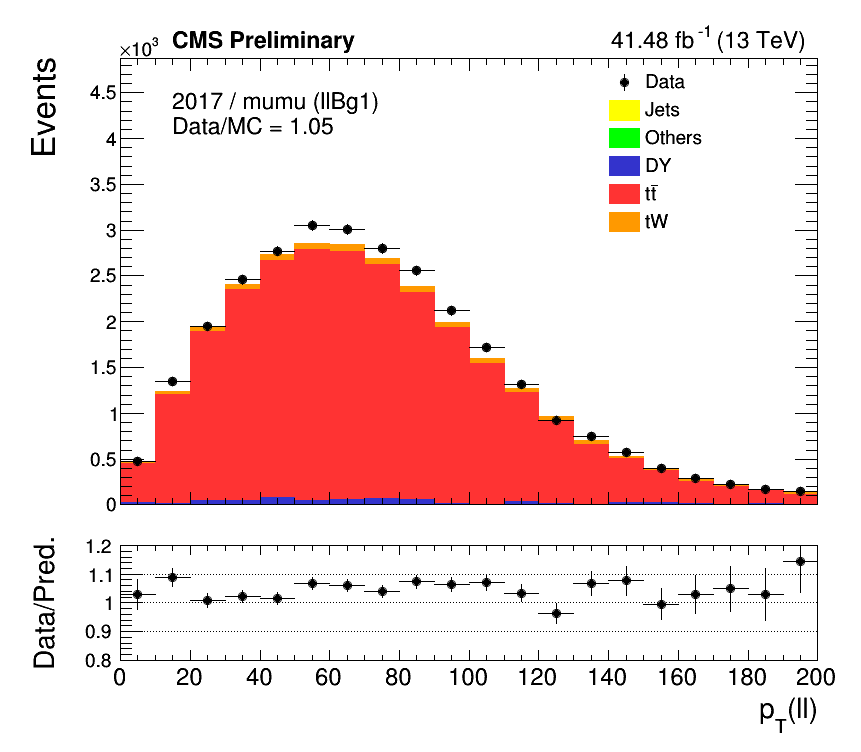 ×10³ CMS Preliminary 41.48 fb⁻¹ (13 TeV)
Events
2017 / mumu (llBg1)
Data/MC = 1.05
Data
Jets
Others
DY
tt̄
tW
4.5
4
3.5
3
2.5
2
1.5
1
0.5
0
Data/Pred.
1.2
1.1
1
0.9
0.8
0 20 40 60 80 100 120 140 160 180 200
p_T(ll)